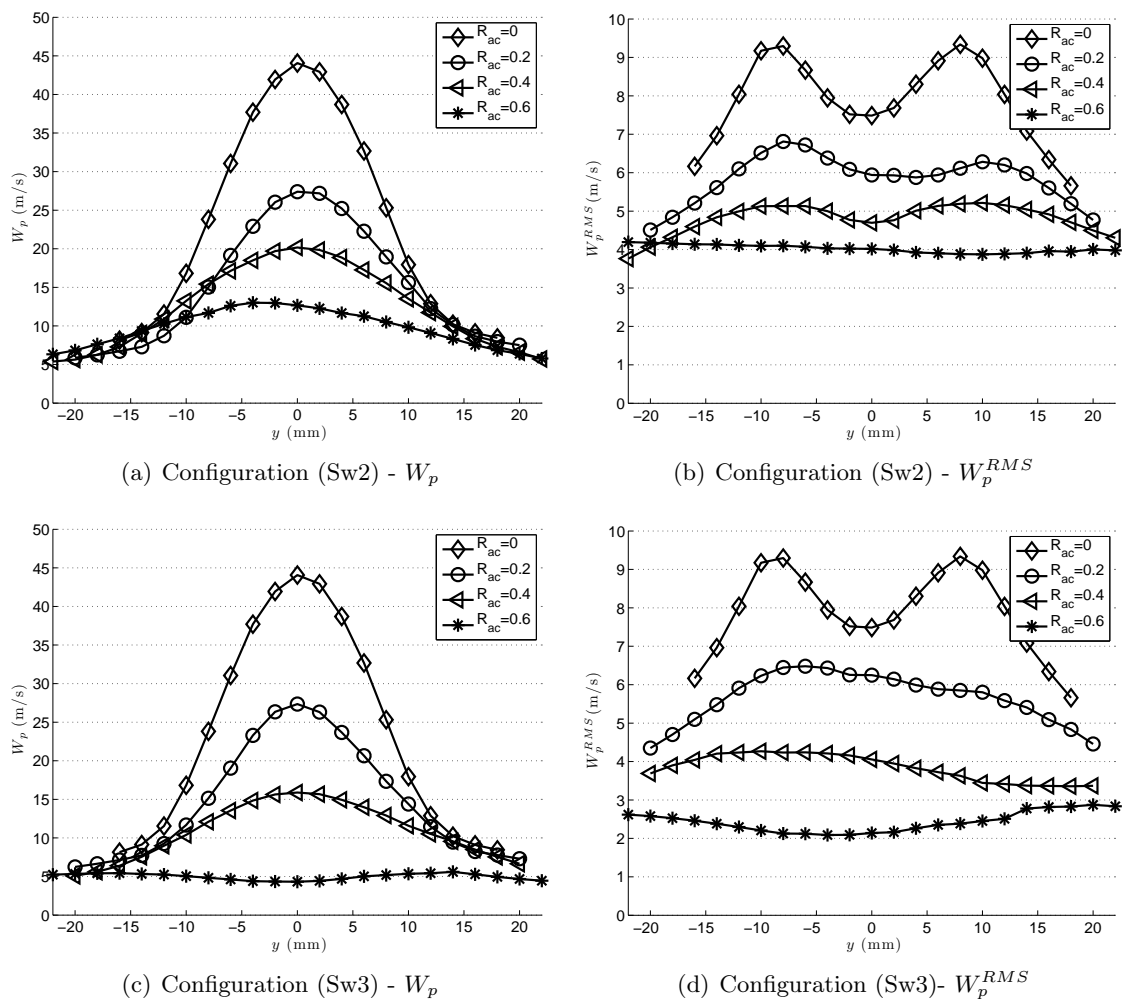 50
45
40
35
30
25
20
15
10
5
0
W_p (m/s)
−20 −15 −10 −5 0 5 10 15 20
y (mm)
R_ac=0
R_ac=0.2
R_ac=0.4
R_ac=0.6
(a) Configuration (Sw2) - W_p
10
9
8
7
6
5
4
3
2
1
0
W_p^RMS (m/s)
−20 −15 −10 −5 0 5 10 15 20
y (mm)
R_ac=0
R_ac=0.2
R_ac=0.4
R_ac=0.6
(b) Configuration (Sw2) - W_p^RMS
50
45
40
35
30
25
20
15
10
5
0
W_p (m/s)
−20 −15 −10 −5 0 5 10 15 20
y (mm)
R_ac=0
R_ac=0.2
R_ac=0.4
R_ac=0.6
(c) Configuration (Sw3) - W_p
10
9
8
7
6
5
4
3
2
1
0
W_p^RMS (m/s)
−20 −15 −10 −5 0 5 10 15 20
y (mm)
R_ac=0
R_ac=0.2
R_ac=0.4
R_ac=0.6
(d) Configuration (Sw3)- W_p^RMS